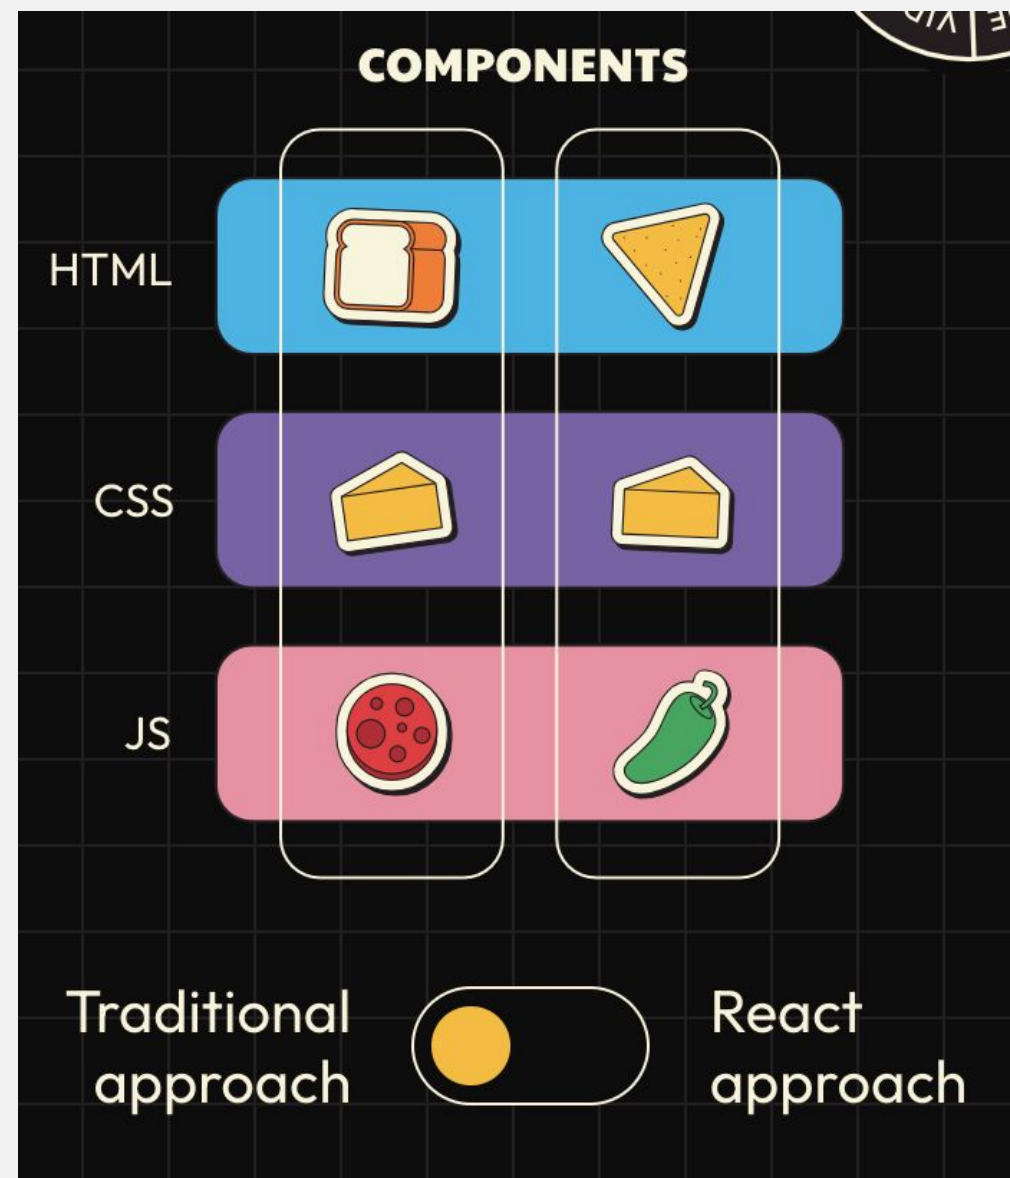 COMPONENTS
HTML
CSS
JS
Traditional
approach
React
approach